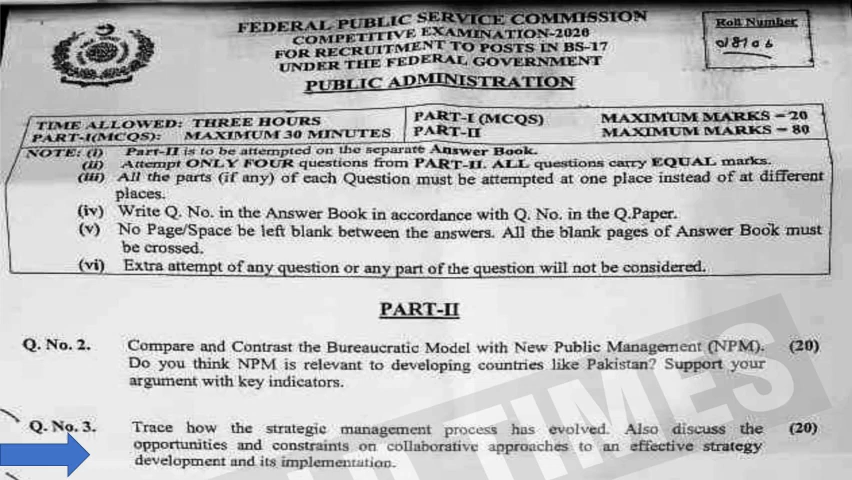 FEDERAL PUBLIC SERVICE COMMISSION
COMPETITIVE EXAMINATION-2020
FOR RECRUITMENT TO POSTS IN BS-17
UNDER THE FEDERAL GOVERNMENT
PUBLIC ADMINISTRATION
Roll Number
TIME ALLOWED: THREE HOURS
PART-I(MCQS): MAXIMUM 30 MINUTES
PART-I (MCQS) MAXIMUM MARKS = 20
PART-II MAXIMUM MARKS = 80
NOTE: (i) Part-II is to be attempted on the separate Answer Book.
(ii) Attempt ONLY FOUR questions from PART-II. ALL questions carry EQUAL marks.
(iii) All the parts (if any) of each Question must be attempted at one place instead of at different
places.
(iv) Write Q. No. in the Answer Book in accordance with Q. No. in the Q.Paper.
(v) No Page/Space be left blank between the answers. All the blank pages of Answer Book must
be crossed.
(vi) Extra attempt of any question or any part of the question will not be considered.
PART-II
Q. No. 2. Compare and Contrast the Bureaucratic Model with New Public Management (NPM). (20)
Do you think NPM is relevant to developing countries like Pakistan? Support your
argument with key indicators.
Q. No. 3. Trace how the strategic management process has evolved. Also discuss the (20)
opportunities and constraints on collaborative approaches to an effective strategy
development and its implementation.
TIMES